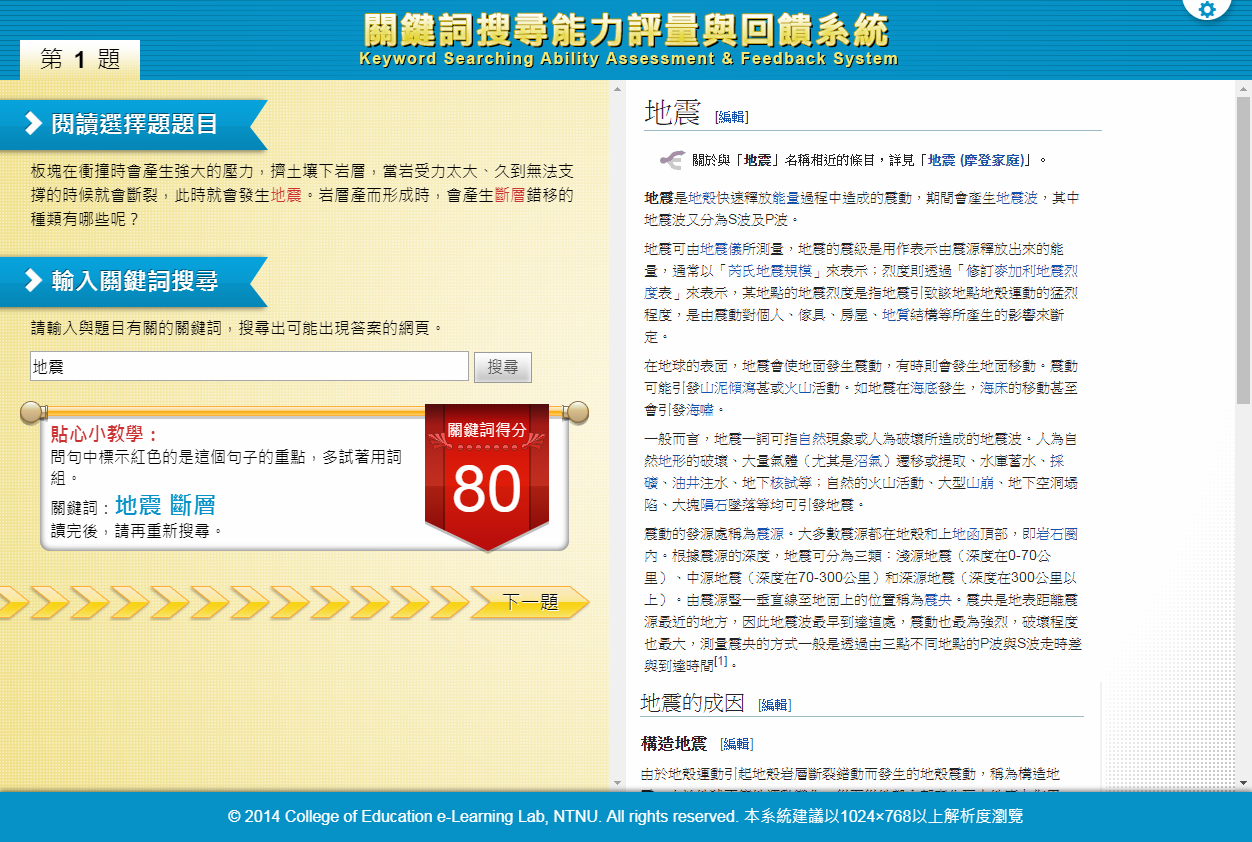 關鍵詞搜尋能力評量與回饋系統
Keyword Searching Ability Assessment & Feedback System
第 1 題
閱讀選擇題題目
板塊在衝撞時會產生強大的壓力，擠土壤下岩層，當岩受力太大、久到無法支
撐的時候就會斷裂，此時就會發生地震。岩層產而形成時，會產生斷層錯移的
種類有哪些呢？
輸入關鍵詞搜尋
請輸入與題目有關的關鍵詞，搜尋出可能出現答案的網頁。
地震
搜尋
貼心小教學：
問句中標示紅色的是這個句子的重點，多試著用詞
組。
關鍵詞：地震 斷層
讀完後，請再重新搜尋。
關鍵詞得分
80
下一題
地震 [編輯]
關於與「地震」名稱相近的條目，詳見「地震 (摩登家庭)」。
地震是地殼快速釋放能量過程中造成的震動，期間會產生地震波，其中
地震波又分為S波及P波。
地震可由地震儀所測量，地震的震級是用作表示由震源釋放出來的能
量，通常以「芮氏地震規模」來表示；烈度則透過「修訂麥加利地震烈
度表」來表示，某地點的地震烈度是指地震引致該地點地殼運動的猛烈
程度，是由震動對個人、傢具、房屋、地質結構等所產生的影響來斷
定。
在地球的表面，地震會使地面發生震動，有時則會發生地面移動。震動
可能引發山泥傾瀉甚或火山活動。如地震在海底發生，海床的移動甚至
會引發海嘯。
一般而言，地震一詞可指自然現象或人為破壞所造成的地震波。人為自
然地形的破壞、大量氣體（尤其是沼氣）遷移或提取、水庫蓄水、採
礦、油井注水、地下核試等；自然的火山活動、大型山崩、地下空洞塌
陷、大塊隕石墜落等均可引發地震。
震動的發源處稱為震源。大多數震源都在地殼和上地函頂部，即岩石圈
內。根據震源的深度，地震可分為三類：淺源地震（深度在0-70公
里）、中源地震（深度在70-300公里）和深源地震（深度在300公里以
上）。由震源豎一垂直線至地面上的位置稱為震央。震央是地表距離震
源最近的地方，因此地震波最早到達這處，震動也最為強烈，破壞程度
也最大，測量震央的方式一般是透過由三點不同地點的P波與S波走時差
與到達時間[1]。
地震的成因 [編輯]
構造地震 [編輯]
由於地殼運動引起地殼岩層斷裂錯動而發生的地殼震動，稱為構造地
© 2014 College of Education e-Learning Lab, NTNU. All rights reserved. 本系統建議以1024×768以上解析度瀏覽